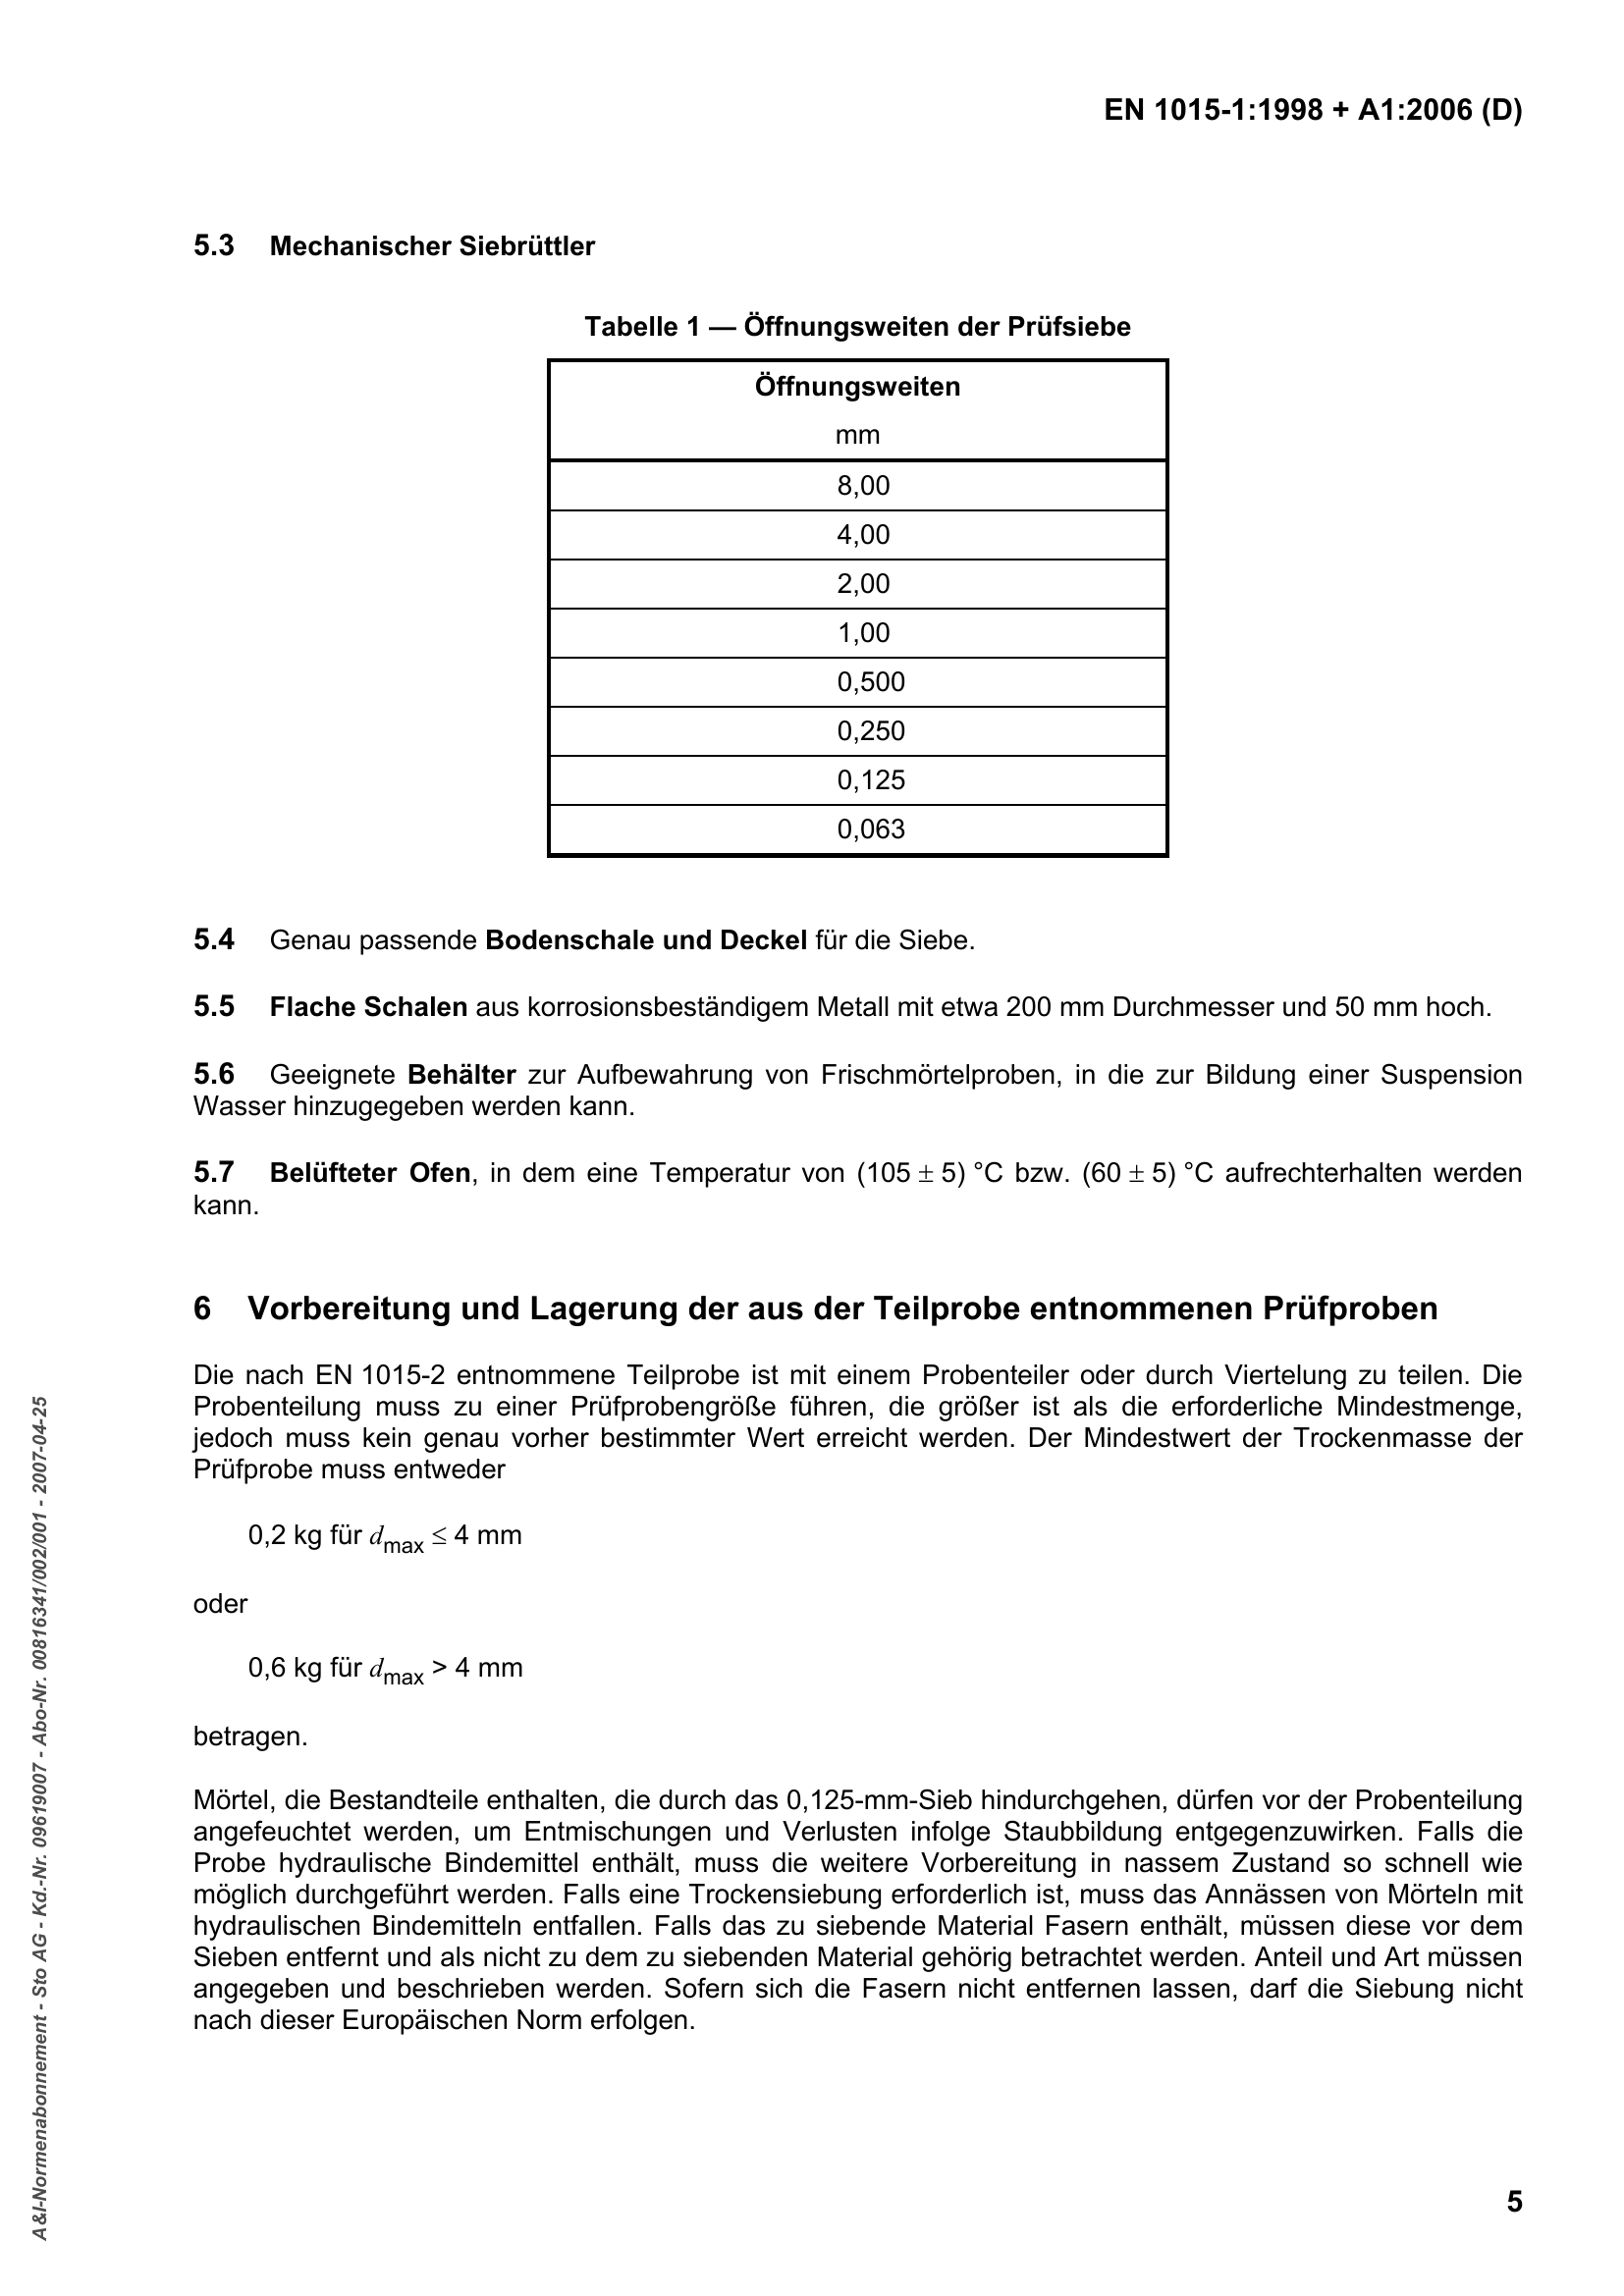 EN 1015-1:1998 + A1:2006 (D)
5.3 Mechanischer Siebrüttler
Tabelle 1 — Öffnungsweiten der Prüfsiebe
Öffnungsweiten
mm
8,00
4,00
2,00
1,00
0,500
0,250
0,125
0,063
5.4 Genau passende Bodenschale und Deckel für die Siebe.
5.5 Flache Schalen aus korrosionsbeständigem Metall mit etwa 200 mm Durchmesser und 50 mm hoch.
5.6 Geeignete Behälter zur Aufbewahrung von Frischmörtelproben, in die zur Bildung einer Suspension
Wasser hinzugegeben werden kann.
5.7 Belüfteter Ofen, in dem eine Temperatur von (105 ± 5) °C bzw. (60 ± 5) °C aufrechterhalten werden
kann.
6 Vorbereitung und Lagerung der aus der Teilprobe entnommenen Prüfproben
Die nach EN 1015-2 entnommene Teilprobe ist mit einem Probenteiler oder durch Viertelung zu teilen. Die
Probenteilung muss zu einer Prüfprobengröße führen, die größer ist als die erforderliche Mindestmenge,
jedoch muss kein genau vorher bestimmter Wert erreicht werden. Der Mindestwert der Trockenmasse der
Prüfprobe muss entweder
0,2 kg für dmax ≤ 4 mm
oder
0,6 kg für dmax > 4 mm
betragen.
Mörtel, die Bestandteile enthalten, die durch das 0,125-mm-Sieb hindurchgehen, dürfen vor der Probenteilung
angefeuchtet werden, um Entmischungen und Verlusten infolge Staubbildung entgegenzuwirken. Falls die
Probe hydraulische Bindemittel enthält, muss die weitere Vorbereitung in nassem Zustand so schnell wie
möglich durchgeführt werden. Falls eine Trockensiebung erforderlich ist, muss das Annässen von Mörteln mit
hydraulischen Bindemitteln entfallen. Falls das zu siebende Material Fasern enthält, müssen diese vor dem
Sieben entfernt und als nicht zu dem zu siebenden Material gehörig betrachtet werden. Anteil und Art müssen
angegeben und beschrieben werden. Sofern sich die Fasern nicht entfernen lassen, darf die Siebung nicht
nach dieser Europäischen Norm erfolgen.
A&I-Normenabonnement - Sto AG - Kd.-Nr. 09619007 - Abo-Nr. 00816341/002/001 - 2007-04-25
5